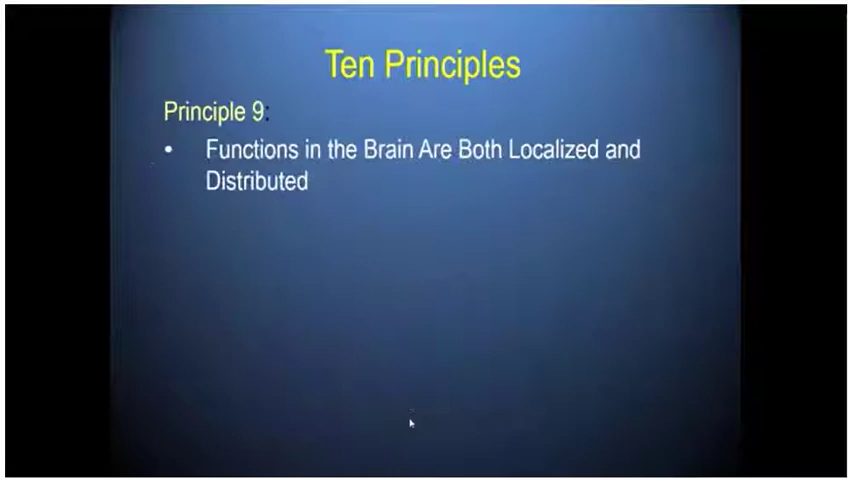 Ten Principles
Principle 9:
• Functions in the Brain Are Both Localized and
Distributed